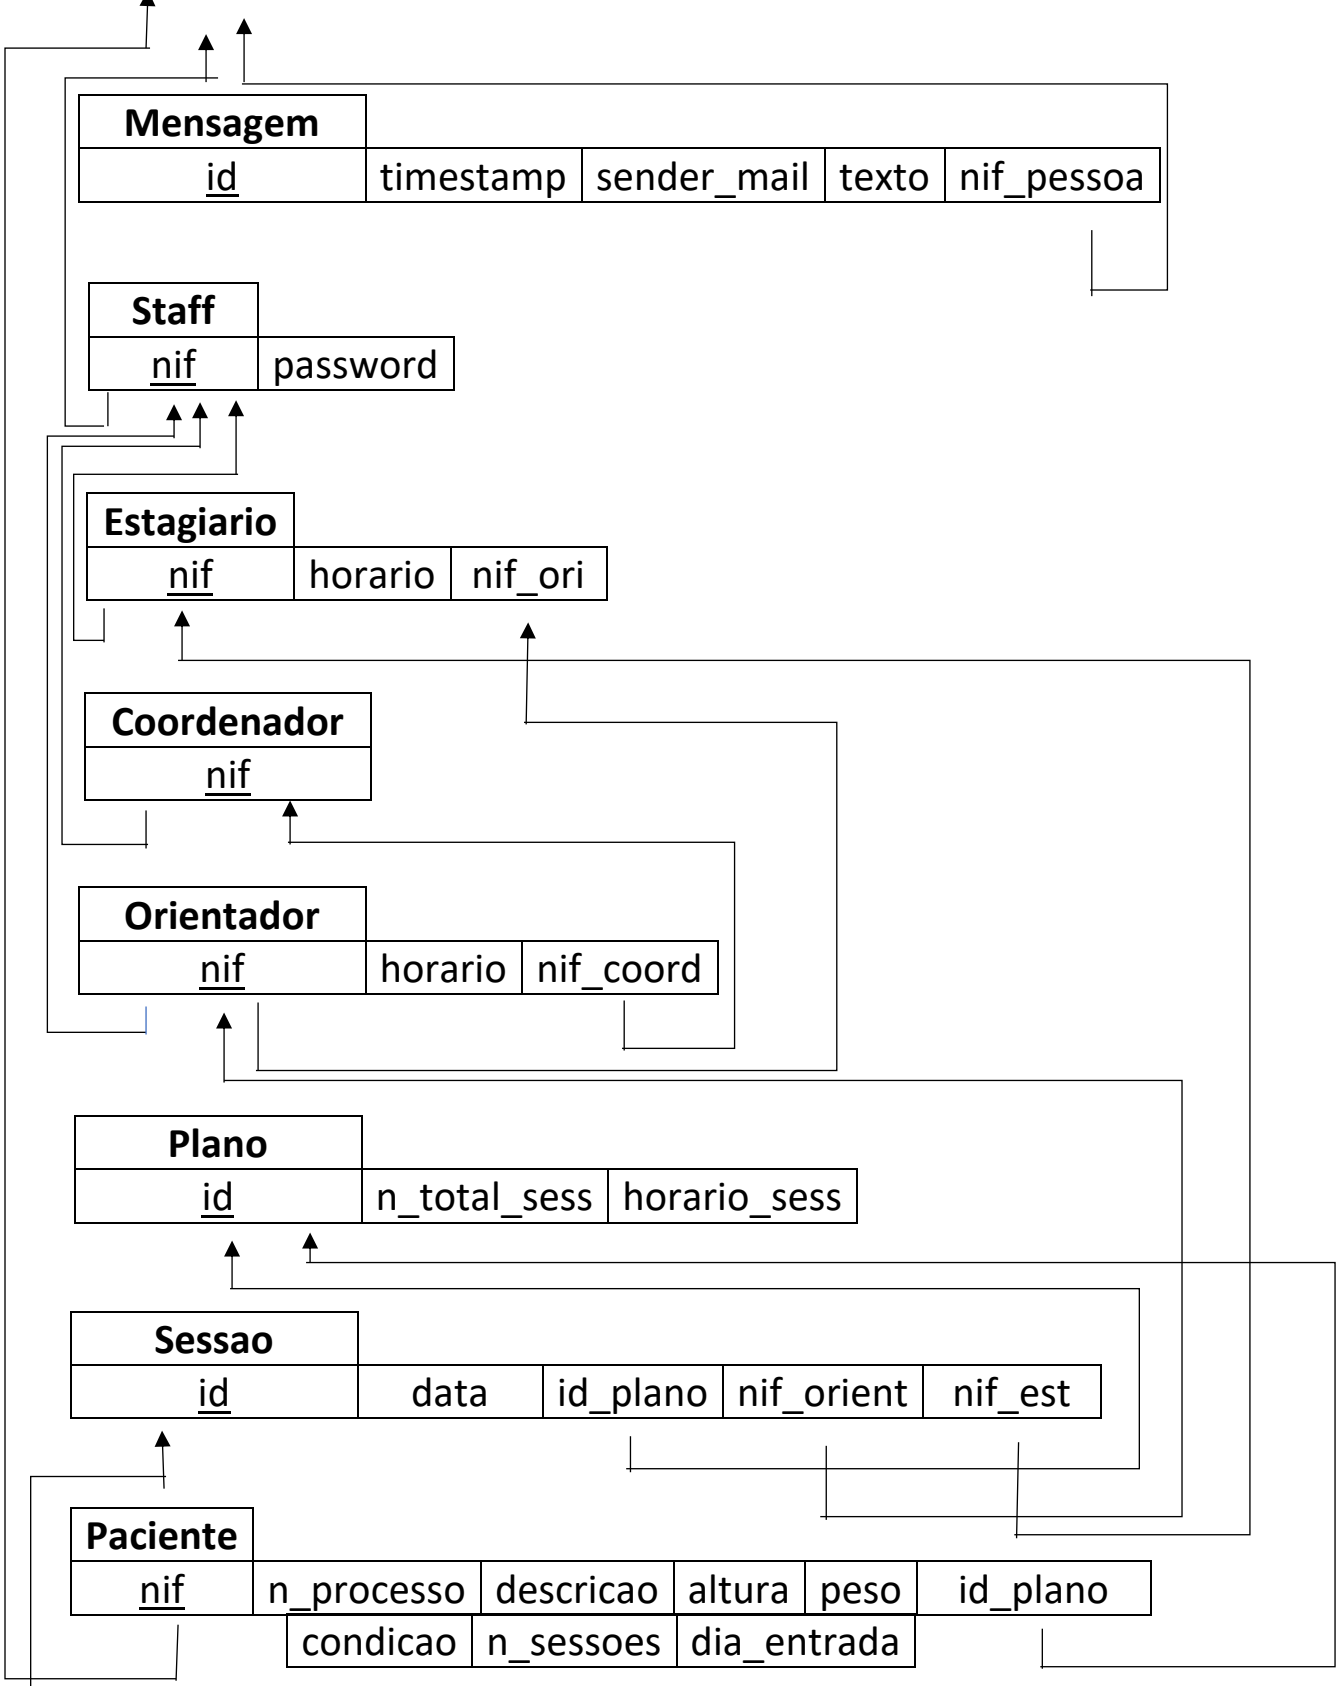 Mensagem
id timestamp sender_mail texto nif_pessoa
Staff
nif password
Estagiario
nif horario nif_ori
Coordenador
nif
Orientador
nif horario nif_coord
Plano
id n_total_sess horario_sess
Sessao
id data id_plano nif_orient nif_est
Paciente
nif n_processo descricao altura peso id_plano
condicao n_sessoes dia_entrada